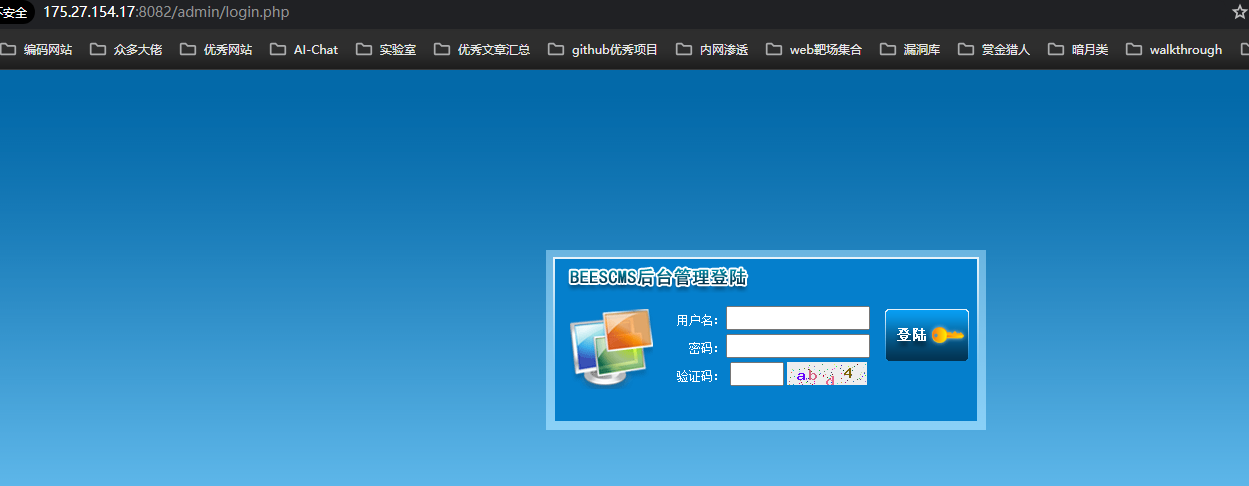 不安全 175.27.154.17:8082/admin/login.php
编码网站 众多大佬 优秀网站 AI-Chat 实验室 优秀文章汇总 github优秀项目 内网渗透 web靶场集合 漏洞库 赏金猎人 暗月类 walkthrough
BEESCMS后台管理登陆
用户名：
密码：
登陆
验证码： abd4